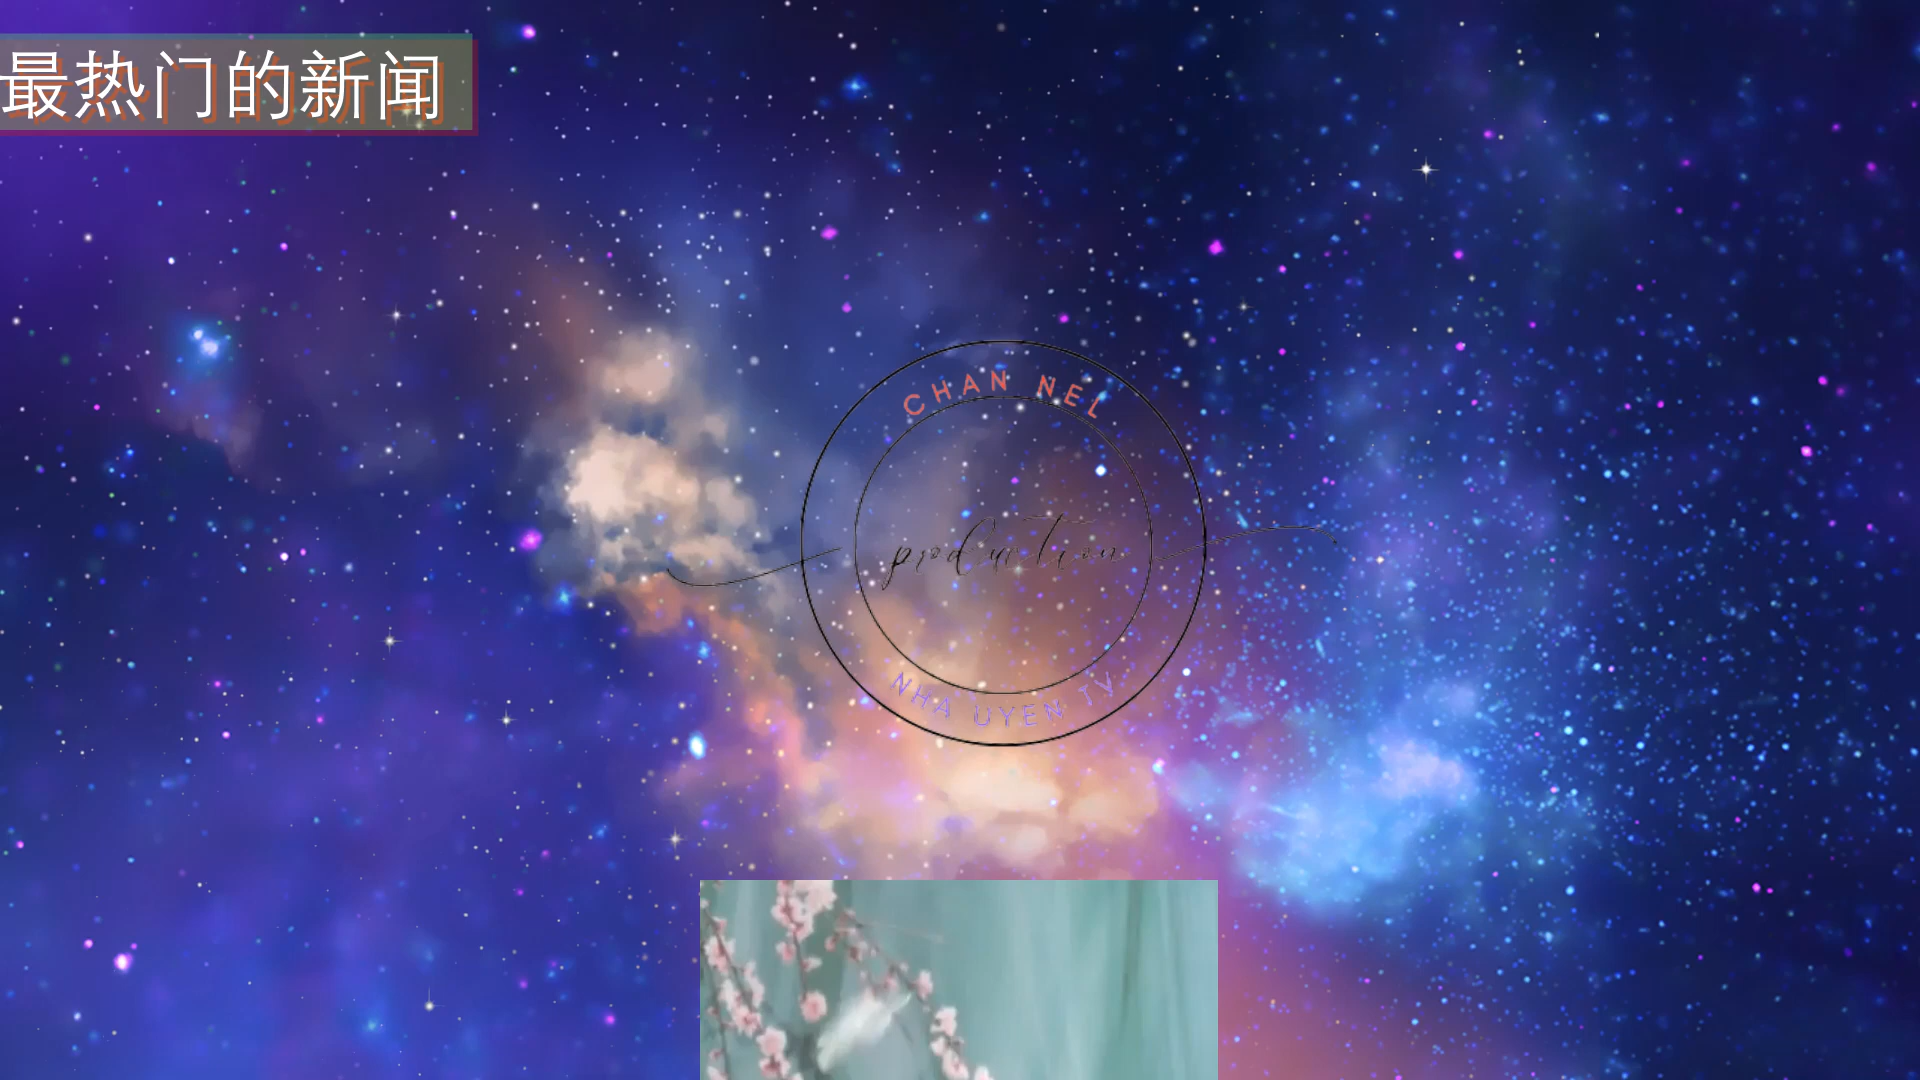 最热门的新闻
CHAN NEL
production
NHA UYEN TV